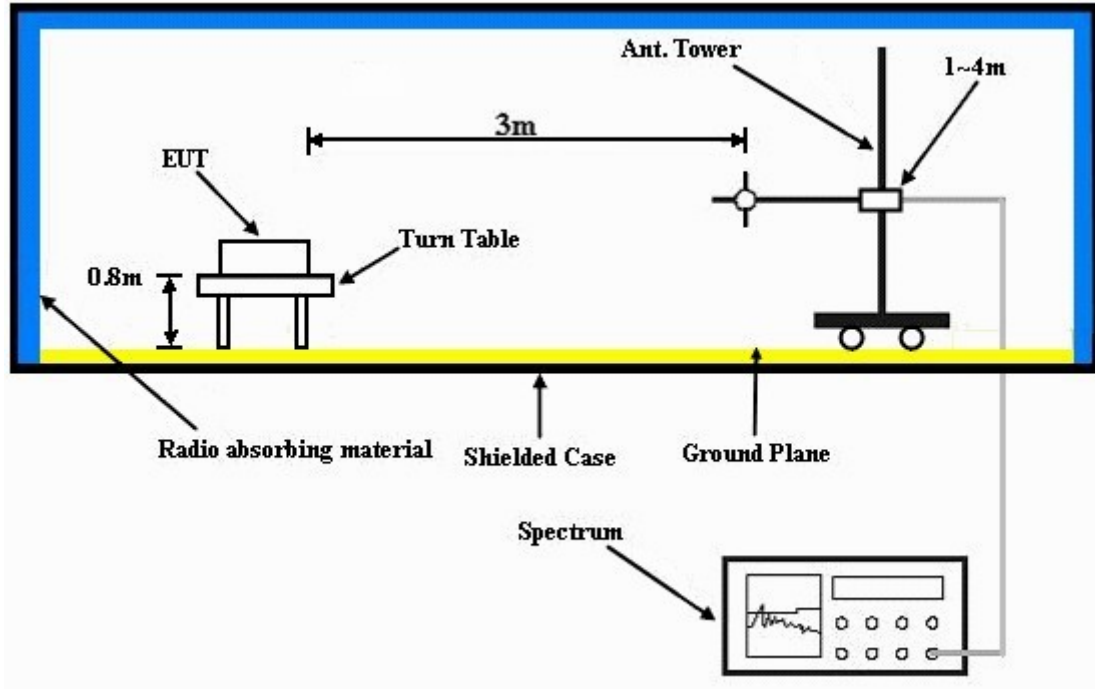 Ant. Tower
1~4m
3m
EUT
Turn Table
0.8m
Radio absorbing material
Shielded Case
Ground Plane
Spectrum